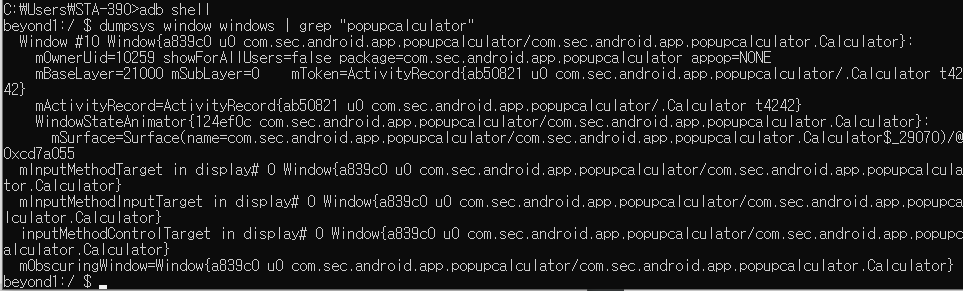 C:₩Users₩STA-390>adb shell
beyond1:/ $ dumpsys window windows | grep "popupcalculator"
  Window #10 Window{a839c0 u0 com.sec.android.app.popupcalculator/com.sec.android.app.popupcalculator.Calculator}:
    mOwnerUid=10259 showForAllUsers=false package=com.sec.android.app.popupcalculator appop=NONE
    mBaseLayer=21000 mSubLayer=0    mToken=ActivityRecord{ab50821 u0 com.sec.android.app.popupcalculator/.Calculator t42
42}
    mActivityRecord=ActivityRecord{ab50821 u0 com.sec.android.app.popupcalculator/.Calculator t4242}
    WindowStateAnimator{124ef0c com.sec.android.app.popupcalculator/com.sec.android.app.popupcalculator.Calculator}:
      mSurface=Surface(name=com.sec.android.app.popupcalculator/com.sec.android.app.popupcalculator.Calculator$_29070)/@
0xcd7a055
  mInputMethodTarget in display# 0 Window{a839c0 u0 com.sec.android.app.popupcalculator/com.sec.android.app.popupcalcula
tor.Calculator}
  mInputMethodInputTarget in display# 0 Window{a839c0 u0 com.sec.android.app.popupcalculator/com.sec.android.app.popupca
lculator.Calculator}
  inputMethodControlTarget in display# 0 Window{a839c0 u0 com.sec.android.app.popupcalculator/com.sec.android.app.popupc
alculator.Calculator}
  mObscuringWindow=Window{a839c0 u0 com.sec.android.app.popupcalculator/com.sec.android.app.popupcalculator.Calculator}
beyond1:/ $